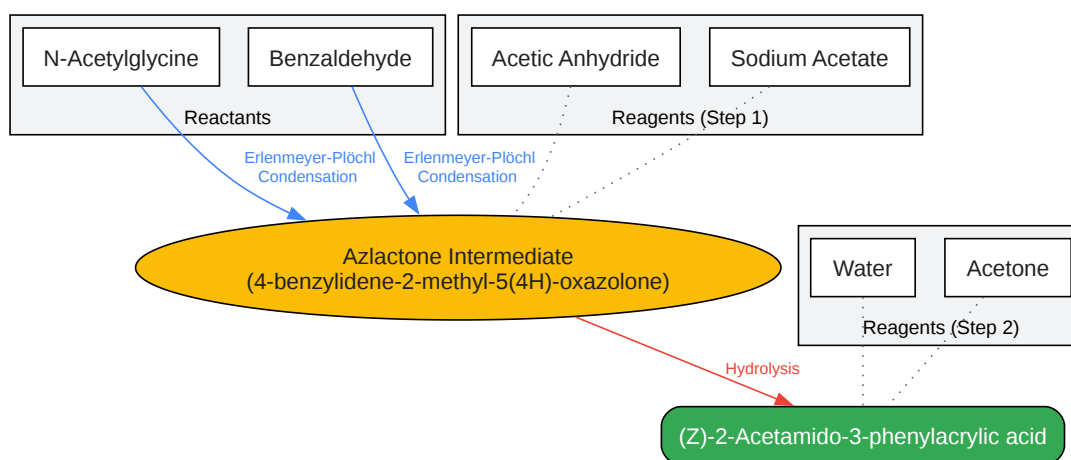 N-Acetylglycine
Benzaldehyde
Reactants
Acetic Anhydride
Sodium Acetate
Reagents (Step 1)
Erlenmeyer-Plöchl
Condensation
Erlenmeyer-Plöchl
Condensation
Azlactone Intermediate
(4-benzylidene-2-methyl-5(4H)-oxazolone)
Water
Acetone
Reagents (Step 2)
Hydrolysis
(Z)-2-Acetamido-3-phenylacrylic acid